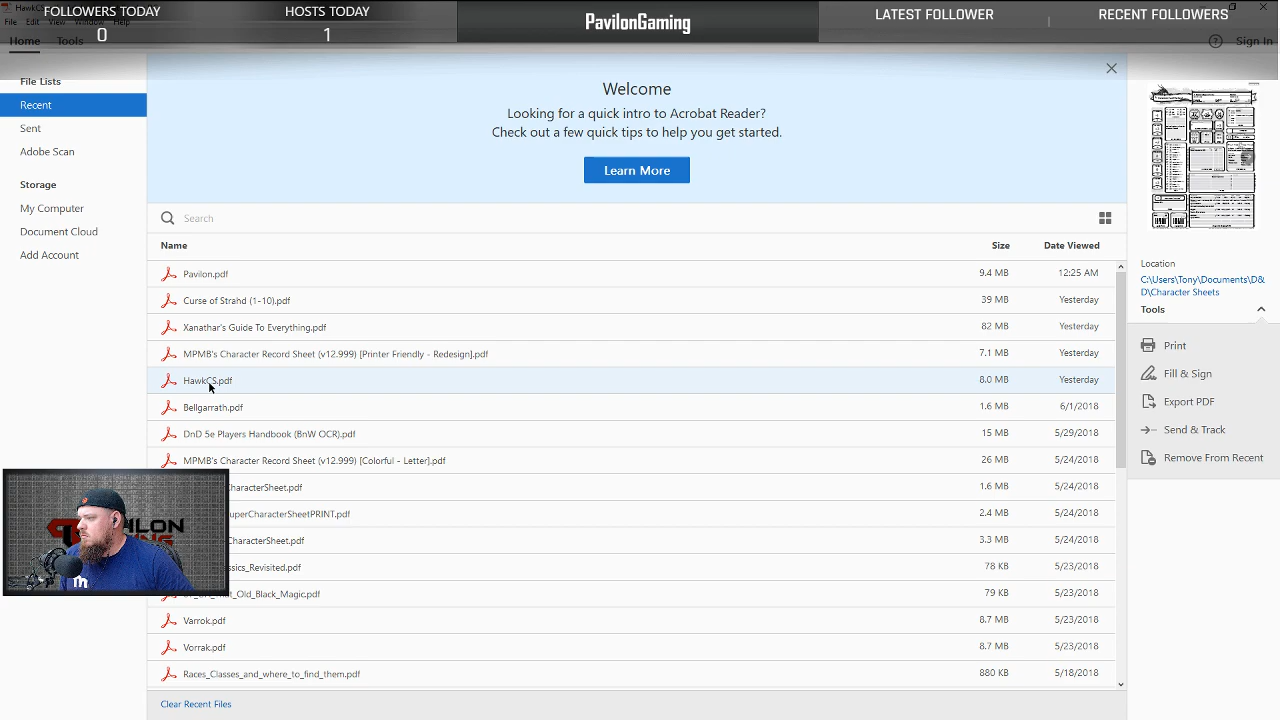 FOLLOWERS TODAY
0
HOSTS TODAY
1
PavilonGaming
LATEST FOLLOWER
RECENT FOLLOWERS
File Edit View Window Help
Home
Tools
Sign In
File Lists
Recent
Sent
Adobe Scan
Storage
My Computer
Document Cloud
Add Account
Welcome
Looking for a quick intro to Acrobat Reader?
Check out a few quick tips to help you get started.
Learn More
Search
Name Size Date Viewed
Pavilon.pdf 9.4 MB 12:25 AM
Curse of Strahd (1-10).pdf 39 MB Yesterday
Xanathar's Guide To Everything.pdf 82 MB Yesterday
MPMB's Character Record Sheet (v12.999) [Printer Friendly - Redesign].pdf 7.1 MB Yesterday
HawkCS.pdf 8.0 MB Yesterday
Bellgarrath.pdf 1.6 MB 6/1/2018
DnD 5e Players Handbook (BnW OCR).pdf 15 MB 5/29/2018
MPMB's Character Record Sheet (v12.999) [Colorful - Letter].pdf 26 MB 5/24/2018
CharacterSheet.pdf 1.6 MB 5/24/2018
uperCharacterSheetPRINT.pdf 2.4 MB 5/24/2018
CharacterSheet.pdf 3.3 MB 5/24/2018
ssics_Revisited.pdf 78 KB 5/23/2018
Old_Black_Magic.pdf 79 KB 5/23/2018
Varrok.pdf 8.7 MB 5/23/2018
Vorrak.pdf 8.7 MB 5/23/2018
Races_Classes_and_where_to_find_them.pdf 880 KB 5/18/2018
Clear Recent Files
Location
C:\Users\Tony\Documents\D&
D\Character Sheets
Tools
Print
Fill & Sign
Export PDF
Send & Track
Remove From Recent